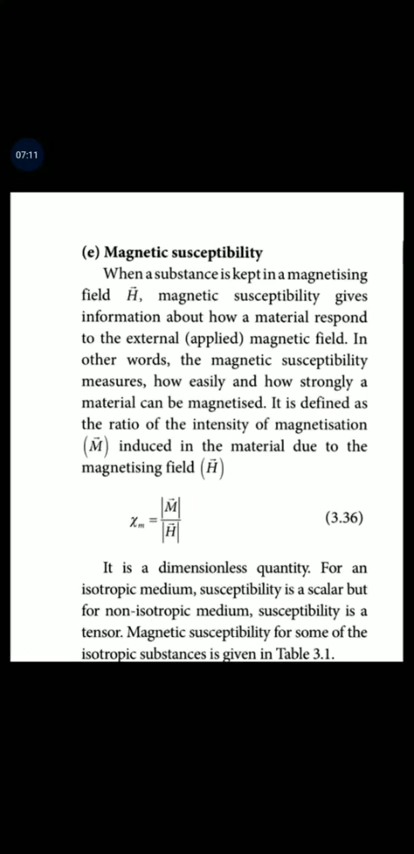 07:11
(e) Magnetic susceptibility
When a substance is kept in a magnetising
field H⃗, magnetic susceptibility gives
information about how a material respond
to the external (applied) magnetic field. In
other words, the magnetic susceptibility
measures, how easily and how strongly a
material can be magnetised. It is defined as
the ratio of the intensity of magnetisation
(M⃗) induced in the material due to the
magnetising field (H⃗)
χₘ = |M⃗| / |H⃗| (3.36)
It is a dimensionless quantity. For an
isotropic medium, susceptibility is a scalar but
for non-isotropic medium, susceptibility is a
tensor. Magnetic susceptibility for some of the
isotropic substances is given in Table 3.1.